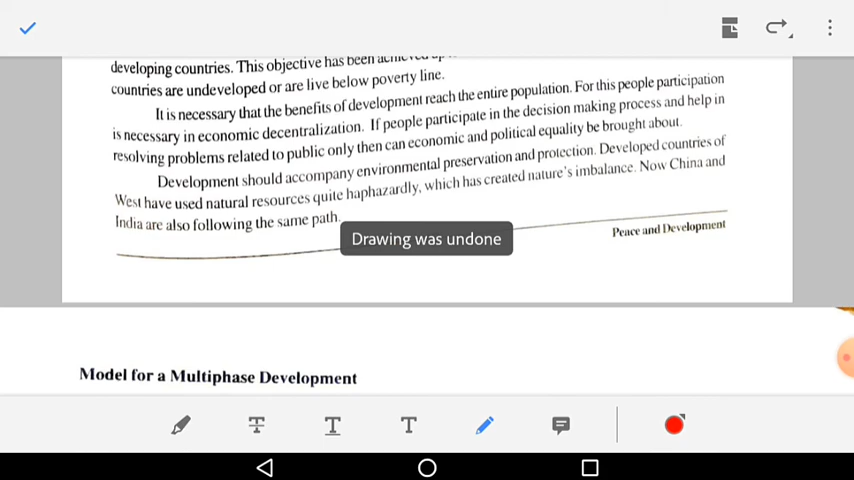 developing countries. This objective has been achieved
countries are undeveloped or are live below poverty line.
It is necessary that the benefits of development reach the entire population. For this people participation
is necessary in economic decentralization. If people participate in the decision making process and help in
resolving problems related to public only then can economic and political equality be brought about.
Development should accompany environmental preservation and protection. Developed countries of
West have used natural resources quite haphazardly, which has created nature's imbalance. Now China and
India are also following the same path.
Drawing was undone
Peace and Development
Model for a Multiphase Development
T
T
T